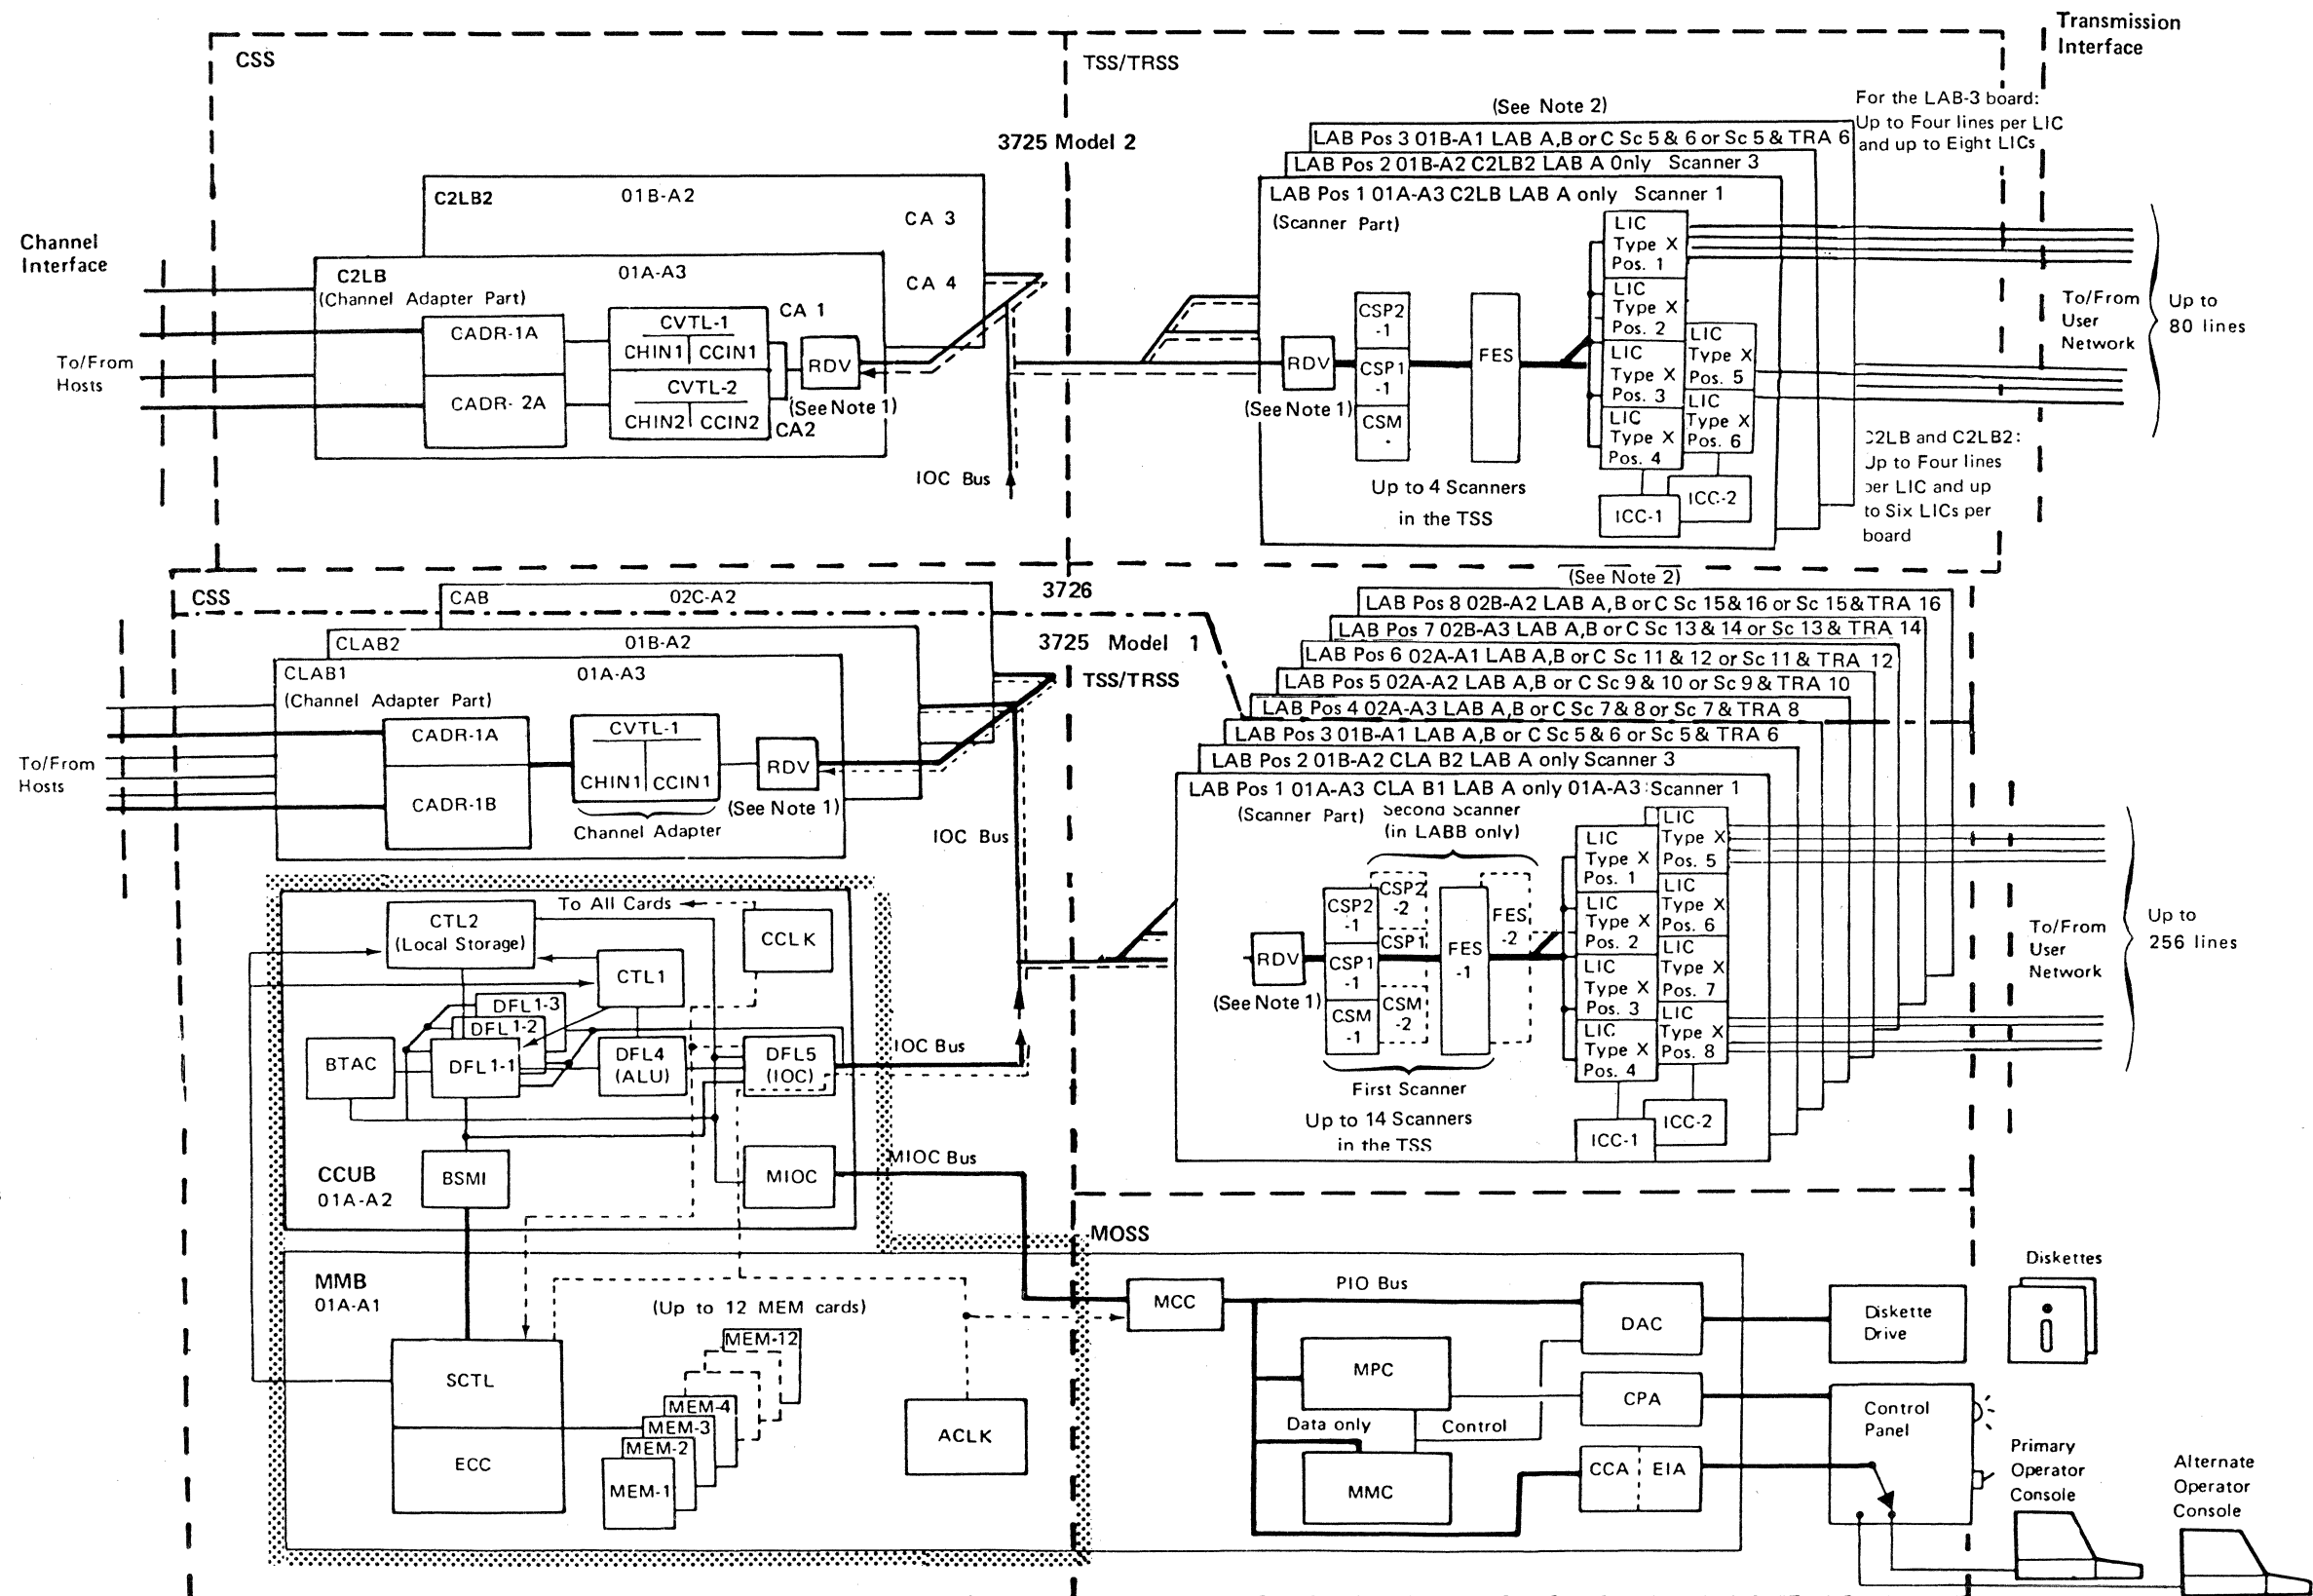 Transmission
Interface
CSS
TSS/TRSS
For the LAB-3 board:
Up to Four lines per LIC
and up to Eight LICs
(See Note 2)
3725 Model 2
LAB Pos 3 01B-A1 LAB A,B or C Sc 5 & 6 or Sc 5 & TRA 6
LAB Pos 2 01B-A2 C2LB2 LAB A Only Scanner 3
LAB Pos 1 01A-A3 C2LB LAB A only Scanner 1
(Scanner Part)
C2LB2
01B-A2
CA 3
CA 4
Channel
Interface
C2LB
01A-A3
(Channel Adapter Part)
CADR-1A
CADR- 2A
CVTL-1
CHIN1
CCIN1
CVTL-2
CHIN2
CCIN2
CA 1
CA2
RDV
(See Note 1)
To/From
Hosts
IOC Bus
RDV
(See Note 1)
CSP2
-1
CSP1
-1
CSM
FES
LIC
Type X
Pos. 1
LIC
Type X
Pos. 2
LIC
Type X
Pos. 3
LIC
Type X
Pos. 4
LIC
Type X
Pos. 5
LIC
Type X
Pos. 6
ICC-1
ICC-2
Up to 4 Scanners
in the TSS
To/From
User
Network
Up to
80 lines
C2LB and C2LB2:
Up to Four lines
per LIC and up
to Six LICs per
board
3726
CSS
CAB
02C-A2
CLAB2
01B-A2
CLAB1
01A-A3
(Channel Adapter Part)
CADR-1A
CADR-1B
CVTL-1
CHIN1
CCIN1
Channel Adapter
RDV
(See Note 1)
To/From
Hosts
3725 Model 1
TSS/TRSS
IOC Bus
(See Note 2)
LAB Pos 8 02B-A2 LAB A,B or C Sc 15 & 16 or Sc 15 & TRA 16
LAB Pos 7 02B-A3 LAB A,B or C Sc 13 & 14 or Sc 13 & TRA 14
LAB Pos 6 02A-A1 LAB A,B or C Sc 11 & 12 or Sc 11 & TRA 12
LAB Pos 5 02A-A2 LAB A,B or C Sc 9 & 10 or Sc 9 & TRA 10
LAB Pos 4 02A-A3 LAB A,B or C Sc 7 & 8 or Sc 7 & TRA 8
LAB Pos 3 01B-A1 LAB A,B or C Sc 5 & 6 or Sc 5 & TRA 6
LAB Pos 2 01B-A2 CLA B2 LAB A only Scanner 3
LAB Pos 1 01A-A3 CLA B1 LAB A only 01A-A3 : Scanner 1
(Scanner Part)
Second Scanner
(in LABB only)
RDV
(See Note 1)
CSP2
-1
CSP1
-1
CSM
-1
CSP2
-2
CSP1
CSM
-2
FES
-1
FES
-2
First Scanner
Up to 14 Scanners
in the TSS
LIC
Type X
Pos. 1
LIC
Type X
Pos. 2
LIC
Type X
Pos. 3
LIC
Type X
Pos. 4
LIC
Type X
Pos. 5
LIC
Type X
Pos. 6
LIC
Type X
Pos. 7
LIC
Type X
Pos. 8
ICC-1
ICC-2
To/From
User
Network
Up to
256 lines
To All Cards
CTL2
(Local Storage)
CCLK
CTL1
DFL1-3
DFL1-2
DFL1-1
BTAC
DFL4
(ALU)
DFL5
(IOC)
IOC Bus
BSMI
MIOC
MIOC Bus
CCUB
01A-A2
MOSS
MMB
01A-A1
(Up to 12 MEM cards)
SCTL
ECC
MEM-12
MEM-4
MEM-3
MEM-2
MEM-1
ACLK
MCC
PIO Bus
MPC
Data only
Control
MMC
DAC
CPA
CCA
EIA
Diskette
Drive
Diskettes
Control
Panel
Primary
Operator
Console
Alternate
Operator
Console